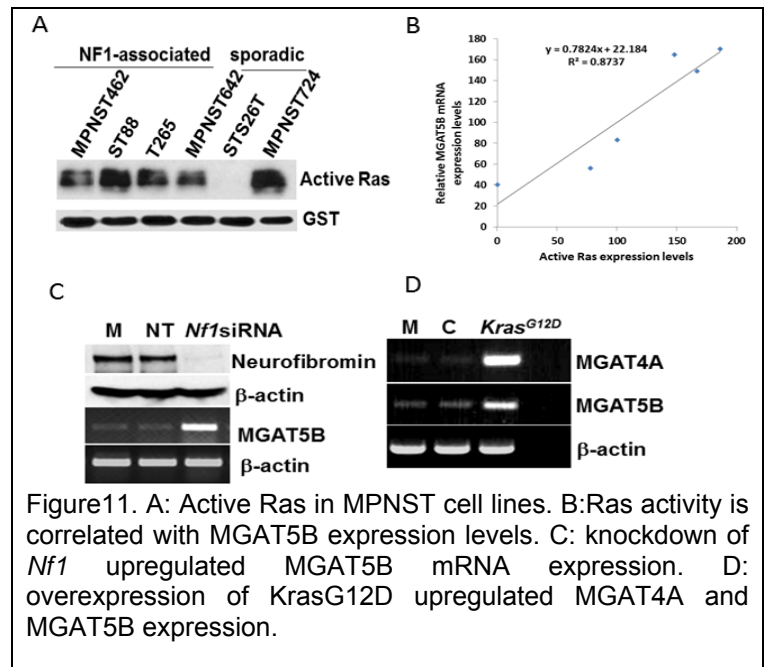 A
NF1-associated sporadic
MPNST462 ST88 T265 MPNST642 STS26T MPNST724
Active Ras
GST
B
y = 0.7824x + 22.184
R² = 0.8737
Relative MGAT5B mRNA
expression levels
180
160
140
120
100
80
60
40
20
0
0 50 100 150 200
Active Ras expression levels
C
M NT Nf1siRNA
Neurofibromin
β-actin
MGAT5B
β-actin
D
M C KrasG12D
MGAT4A
MGAT5B
β-actin
Figure11. A: Active Ras in MPNST cell lines. B:Ras activity is
correlated with MGAT5B expression levels. C: knockdown of
Nf1 upregulated MGAT5B mRNA expression. D:
overexpression of KrasG12D upregulated MGAT4A and
MGAT5B expression.